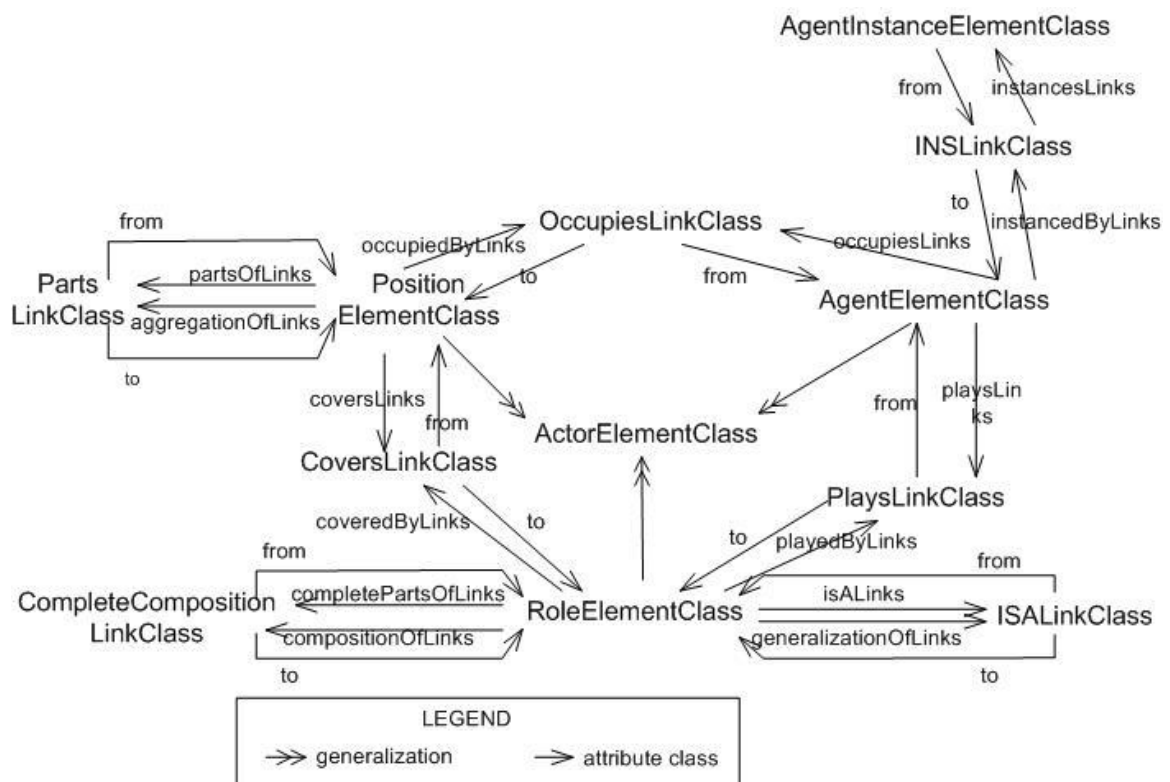 AgentInstanceElementClass
from
instancesLinks
INSLinkClass
to
instancedByLinks
OccupiesLinkClass
from
occupiedByLinks
to
from
occupiesLinks
Parts
LinkClass
partsOfLinks
aggregationOfLinks
to
Position
ElementClass
AgentElementClass
coversLinks
from
ActorElementClass
from
playsLin
ks
CoversLinkClass
PlaysLinkClass
coveredByLinks
to
to
playedByLinks
from
from
CompleteComposition
LinkClass
completePartsOfLinks
compositionOfLinks
RoleElementClass
isALinks
generalizationOfLinks
ISALinkClass
to
to
LEGEND
generalization
attribute class